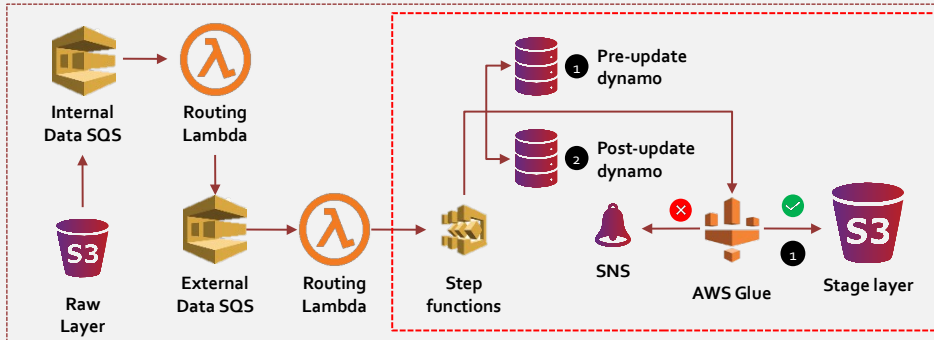 Internal
Data SQS
Routing
Lambda
S3
Raw
Layer
External
Data SQS
Routing
Lambda
Step
functions
1
Pre-update
dynamo
2
Post-update
dynamo
SNS
AWS Glue
1
S3
Stage layer